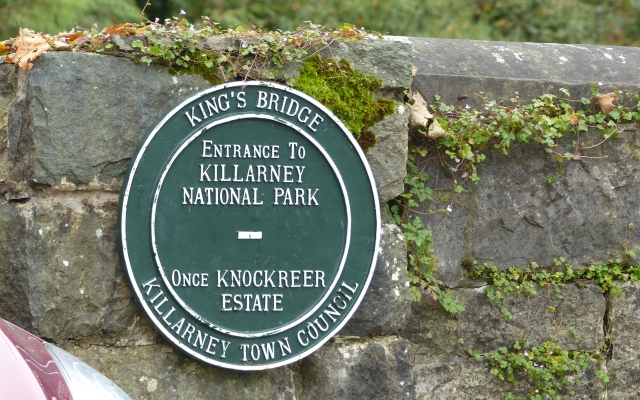 KING'S BRIDGE
ENTRANCE TO
KILLARNEY
NATIONAL PARK
ONCE KNOCKREER
ESTATE
KILLARNEY TOWN COUNCIL